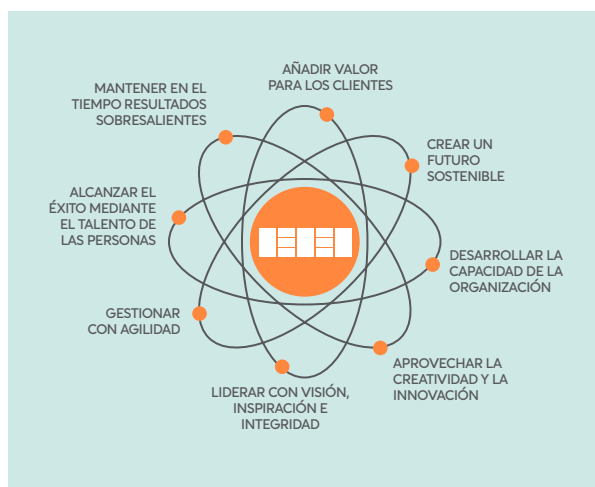 AÑADIR VALOR
PARA LOS CLIENTES
CREAR UN
FUTURO
SOSTENIBLE
DESARROLLAR LA
CAPACIDAD DE LA
ORGANIZACIÓN
APROVECHAR LA
CREATIVIDAD Y LA
INNOVACIÓN
LIDERAR CON VISIÓN,
INSPIRACIÓN E
INTEGRIDAD
GESTIONAR
CON AGILIDAD
ALCANZAR EL
ÉXITO MEDIANTE
EL TALENTO DE
LAS PERSONAS
MANTENER EN EL
TIEMPO RESULTADOS
SOBRESALIENTES